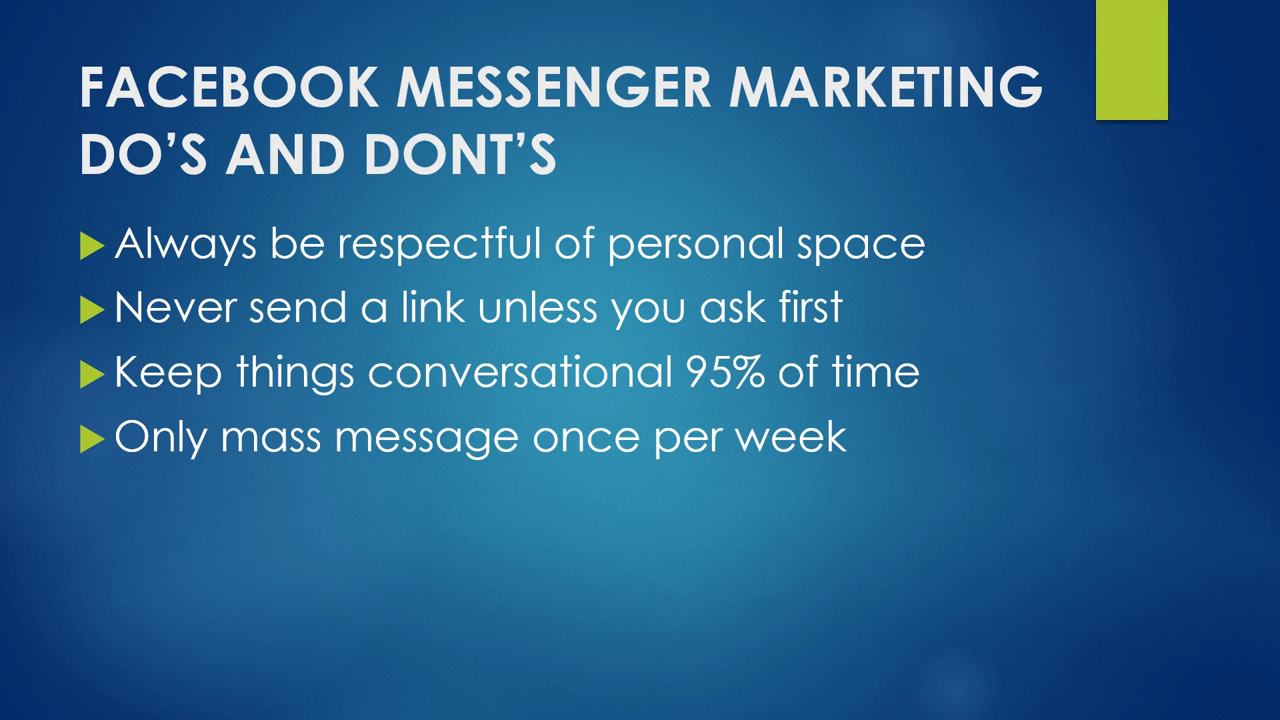 FACEBOOK MESSENGER MARKETING
DO’S AND DONT’S
Always be respectful of personal space
Never send a link unless you ask first
Keep things conversational 95% of time
Only mass message once per week